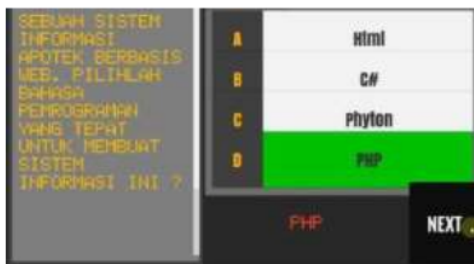 SEBUAH SISTEM
INFORMASI
APOTEK BERBASIS
WEB. PILIHLAH
BAHASA
PEMROGRAMAN
YANG TEPAT
UNTUK MEMBUAT
SISTEM
INFORMASI INI ?
A Html
B C#
C Phyton
D PHP
PHP
NEXT